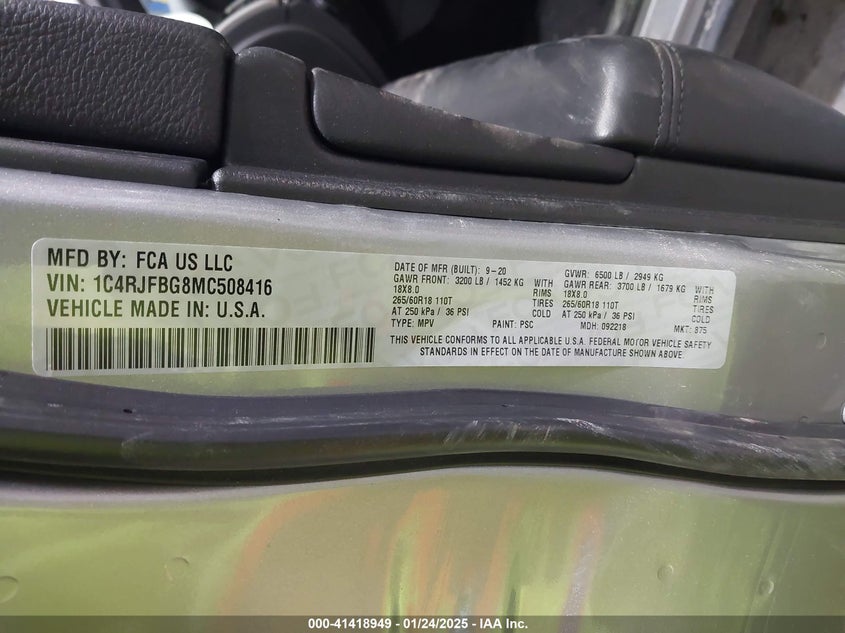 MFD BY: FCA US LLC
VIN: 1C4RJFBG8MC508416
VEHICLE MADE IN: U.S.A.
DATE OF MFR (BUILT): 9-20
GAWR FRONT: 3200 LB / 1452 KG WITH
18X8.0 RIMS
265/60R18 110T TIRES
AT 250 kPa / 36 PSI COLD
TYPE: MPV PAINT: PSC
GVWR: 6500 LB / 2949 KG
GAWR REAR: 3700 LB / 1679 KG WITH
18X8.0 RIMS
265/60R18 110T TIRES
AT 250 kPa / 36 PSI COLD
MDH: 092218 MKT: 875
THIS VEHICLE CONFORMS TO ALL APPLICABLE U.S.A. FEDERAL MOTOR VEHICLE SAFETY
STANDARDS IN EFFECT ON THE DATE OF MANUFACTURE SHOWN ABOVE.
000-41418949 - 01/24/2025 - IAA Inc.